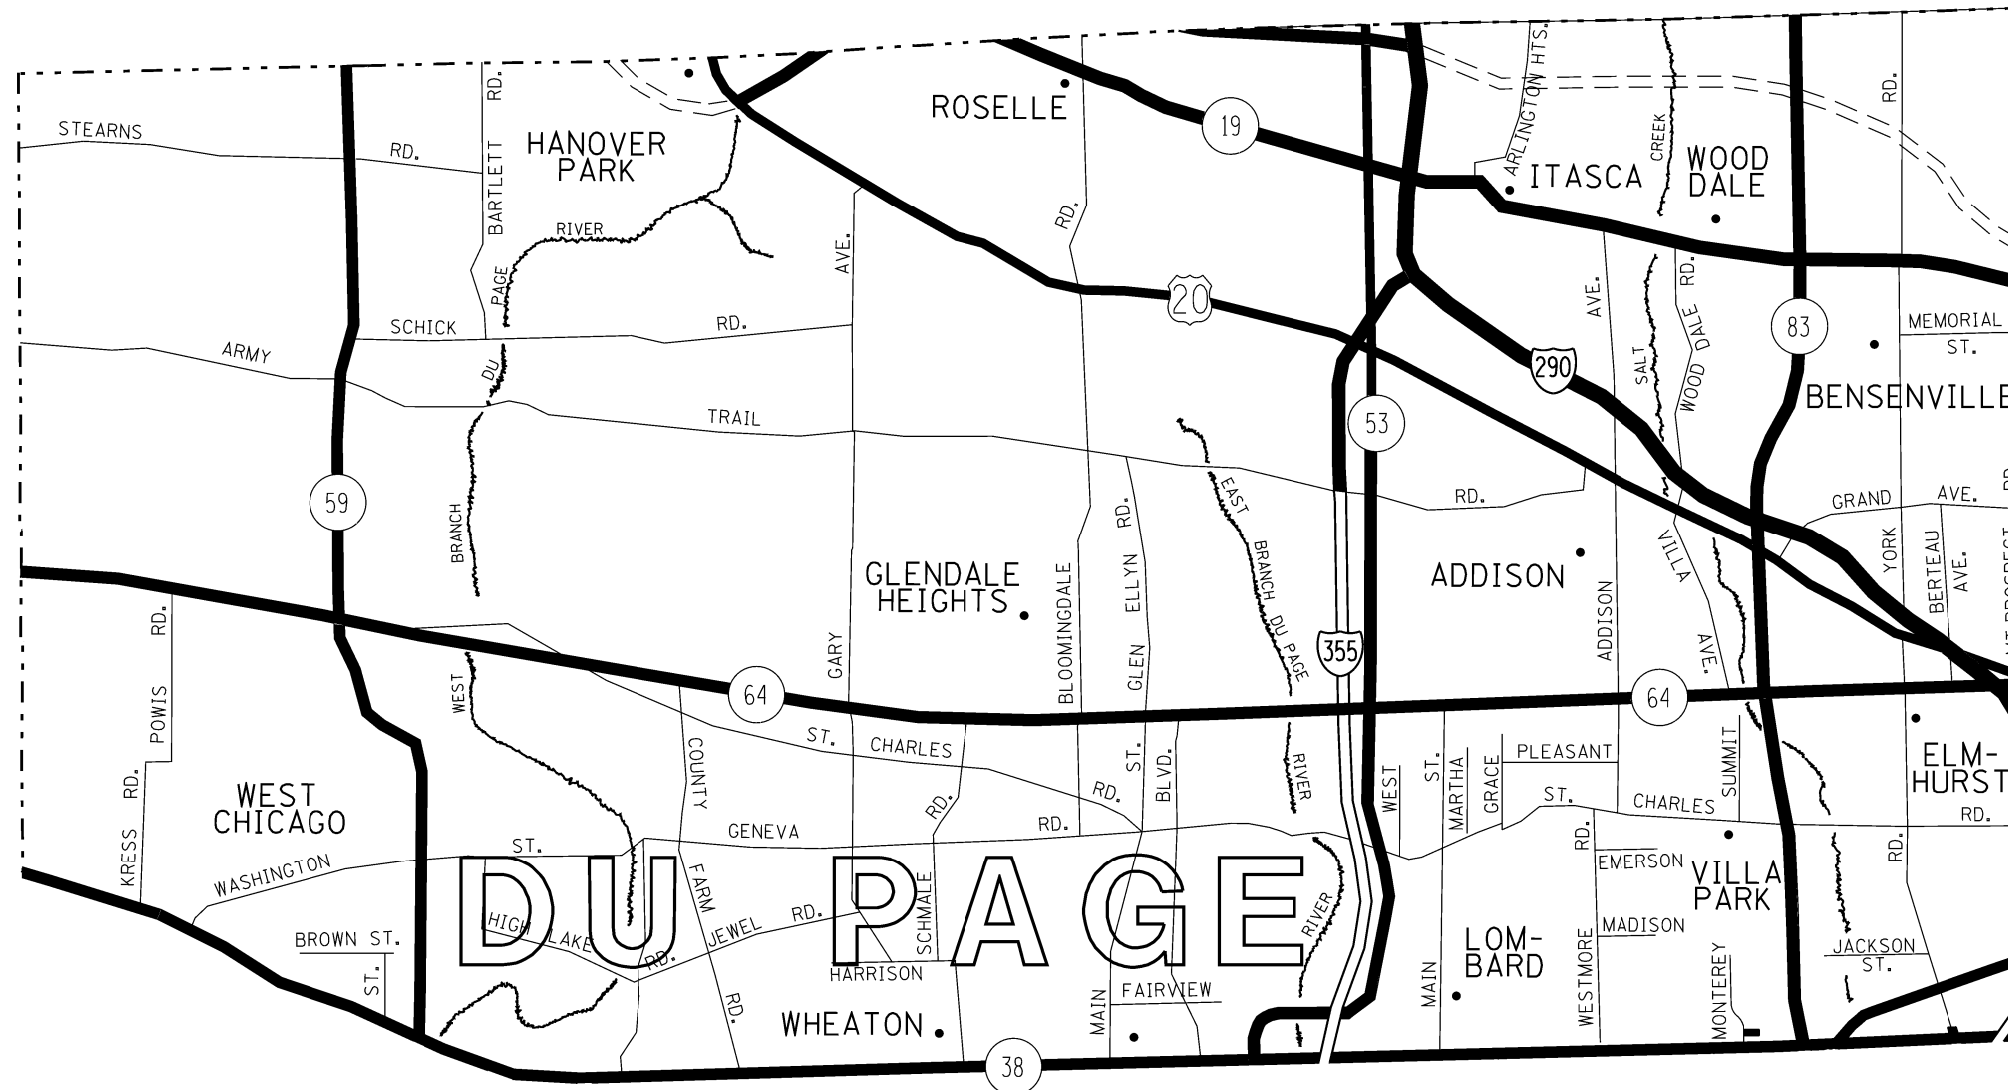 STEARNS
RD.
BARTLETT
RD.
HANOVER
PARK
ROSELLE
19
ARLINGTON HTS.
ITASCA
CREEK
WOOD
DALE
RD.
RIVER
PAGE
DU
AVE.
RD.
20
SCHICK
RD.
ARMY
TRAIL
RD.
290
AVE.
SALT
WOOD DALE
RD.
83
MEMORIAL
ST.
BENSENVILLE
53
59
BRANCH
WEST
EAST
BRANCH
DU PAGE
RIVER
RD.
GLEN ELLYN
ST.
BLOOMINGDALE
GLENDALE
HEIGHTS
GARY
ADDISON
ADDISON
VILLA
AVE.
GRAND
AVE.
YORK
BERTEAU
AVE.
355
64
64
POWIS
RD.
KRESS
RD.
WEST
CHICAGO
WASHINGTON
ST.
COUNTY
FARM
RD.
ST.
CHARLES
RD.
RD.
SCHMALE
BLVD.
GENEVA
RD.
WEST
ST.
MAIN
MARTHA
GRACE
PLEASANT
SUMMIT
ELM-
HURST
ST.
CHARLES
RD.
RD.
WESTMORE
EMERSON
VILLA
PARK
MADISON
RD.
DU PAGE
HIGH LAKE
RD.
JEWEL
RD.
HARRISON
RIVER
BROWN ST.
ST.
LOM-
BARD
MONTEREY
JACKSON
ST.
FAIRVIEW
MAIN
WHEATON
38